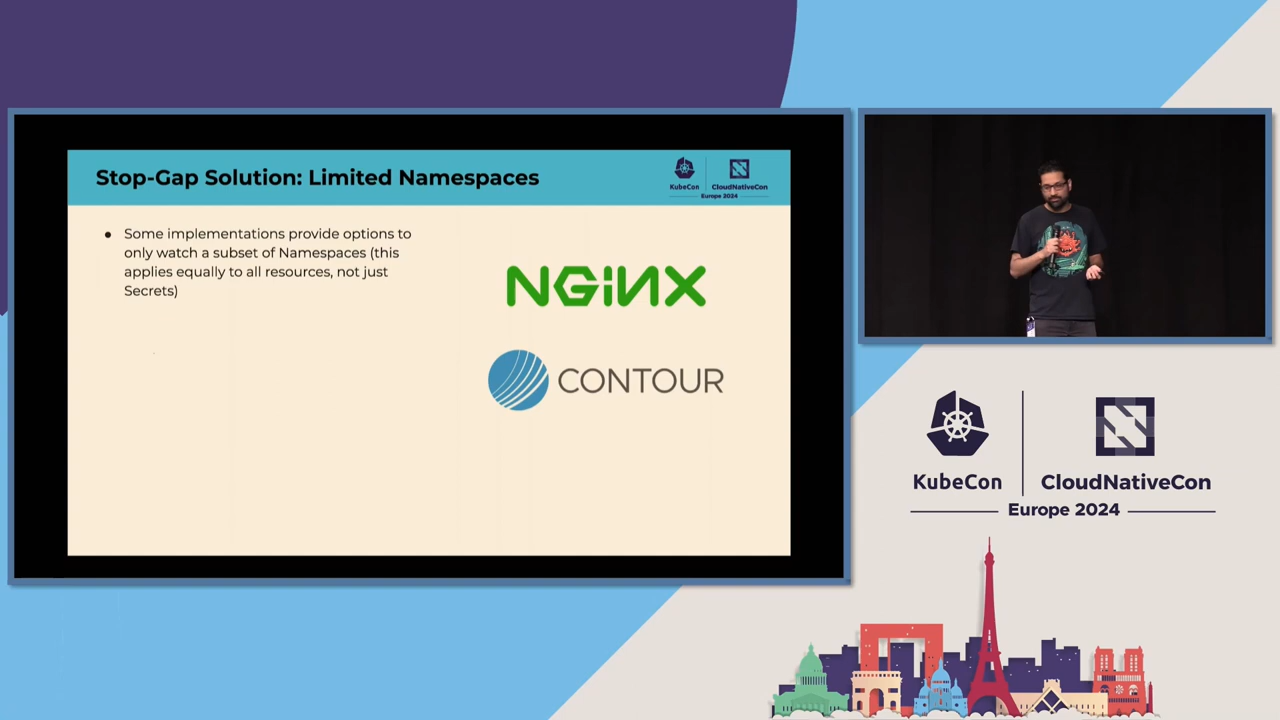 Stop-Gap Solution: Limited Namespaces
KubeCon
CloudNativeCon
Europe 2024
● Some implementations provide options to
only watch a subset of Namespaces (this
applies equally to all resources, not just
Secrets)
NGINX
CONTOUR
KubeCon
CloudNativeCon
Europe 2024